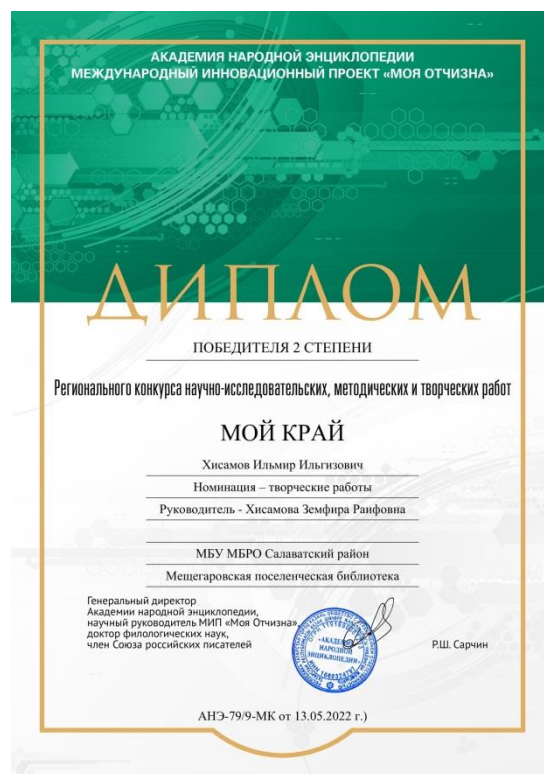 АКАДЕМИЯ НАРОДНОЙ ЭНЦИКЛОПЕДИИ
МЕЖДУНАРОДНЫЙ ИННОВАЦИОННЫЙ ПРОЕКТ «МОЯ ОТЧИЗНА»
ДИПЛОМ
ПОБЕДИТЕЛЯ 2 СТЕПЕНИ
Регионального конкурса научно-исследовательских, методических и творческих работ
МОЙ КРАЙ
Хисамов Ильмир Ильгизович
Номинация – творческие работы
Руководитель - Хисамова Земфира Раифовна
МБУ МБРО Салаватский район
Мещегаровская поселенческая библиотека
Генеральный директор
Академии народной энциклопедии,
научный руководитель МИП «Моя Отчизна»,
доктор филологических наук,
член Союза российских писателей
«АКАДЕМИЯ
НАРОДНОЙ
ЭНЦИКЛОПЕДИИ»
Р.Ш. Сарчин
АНЭ-79/9-МК от 13.05.2022 г.)